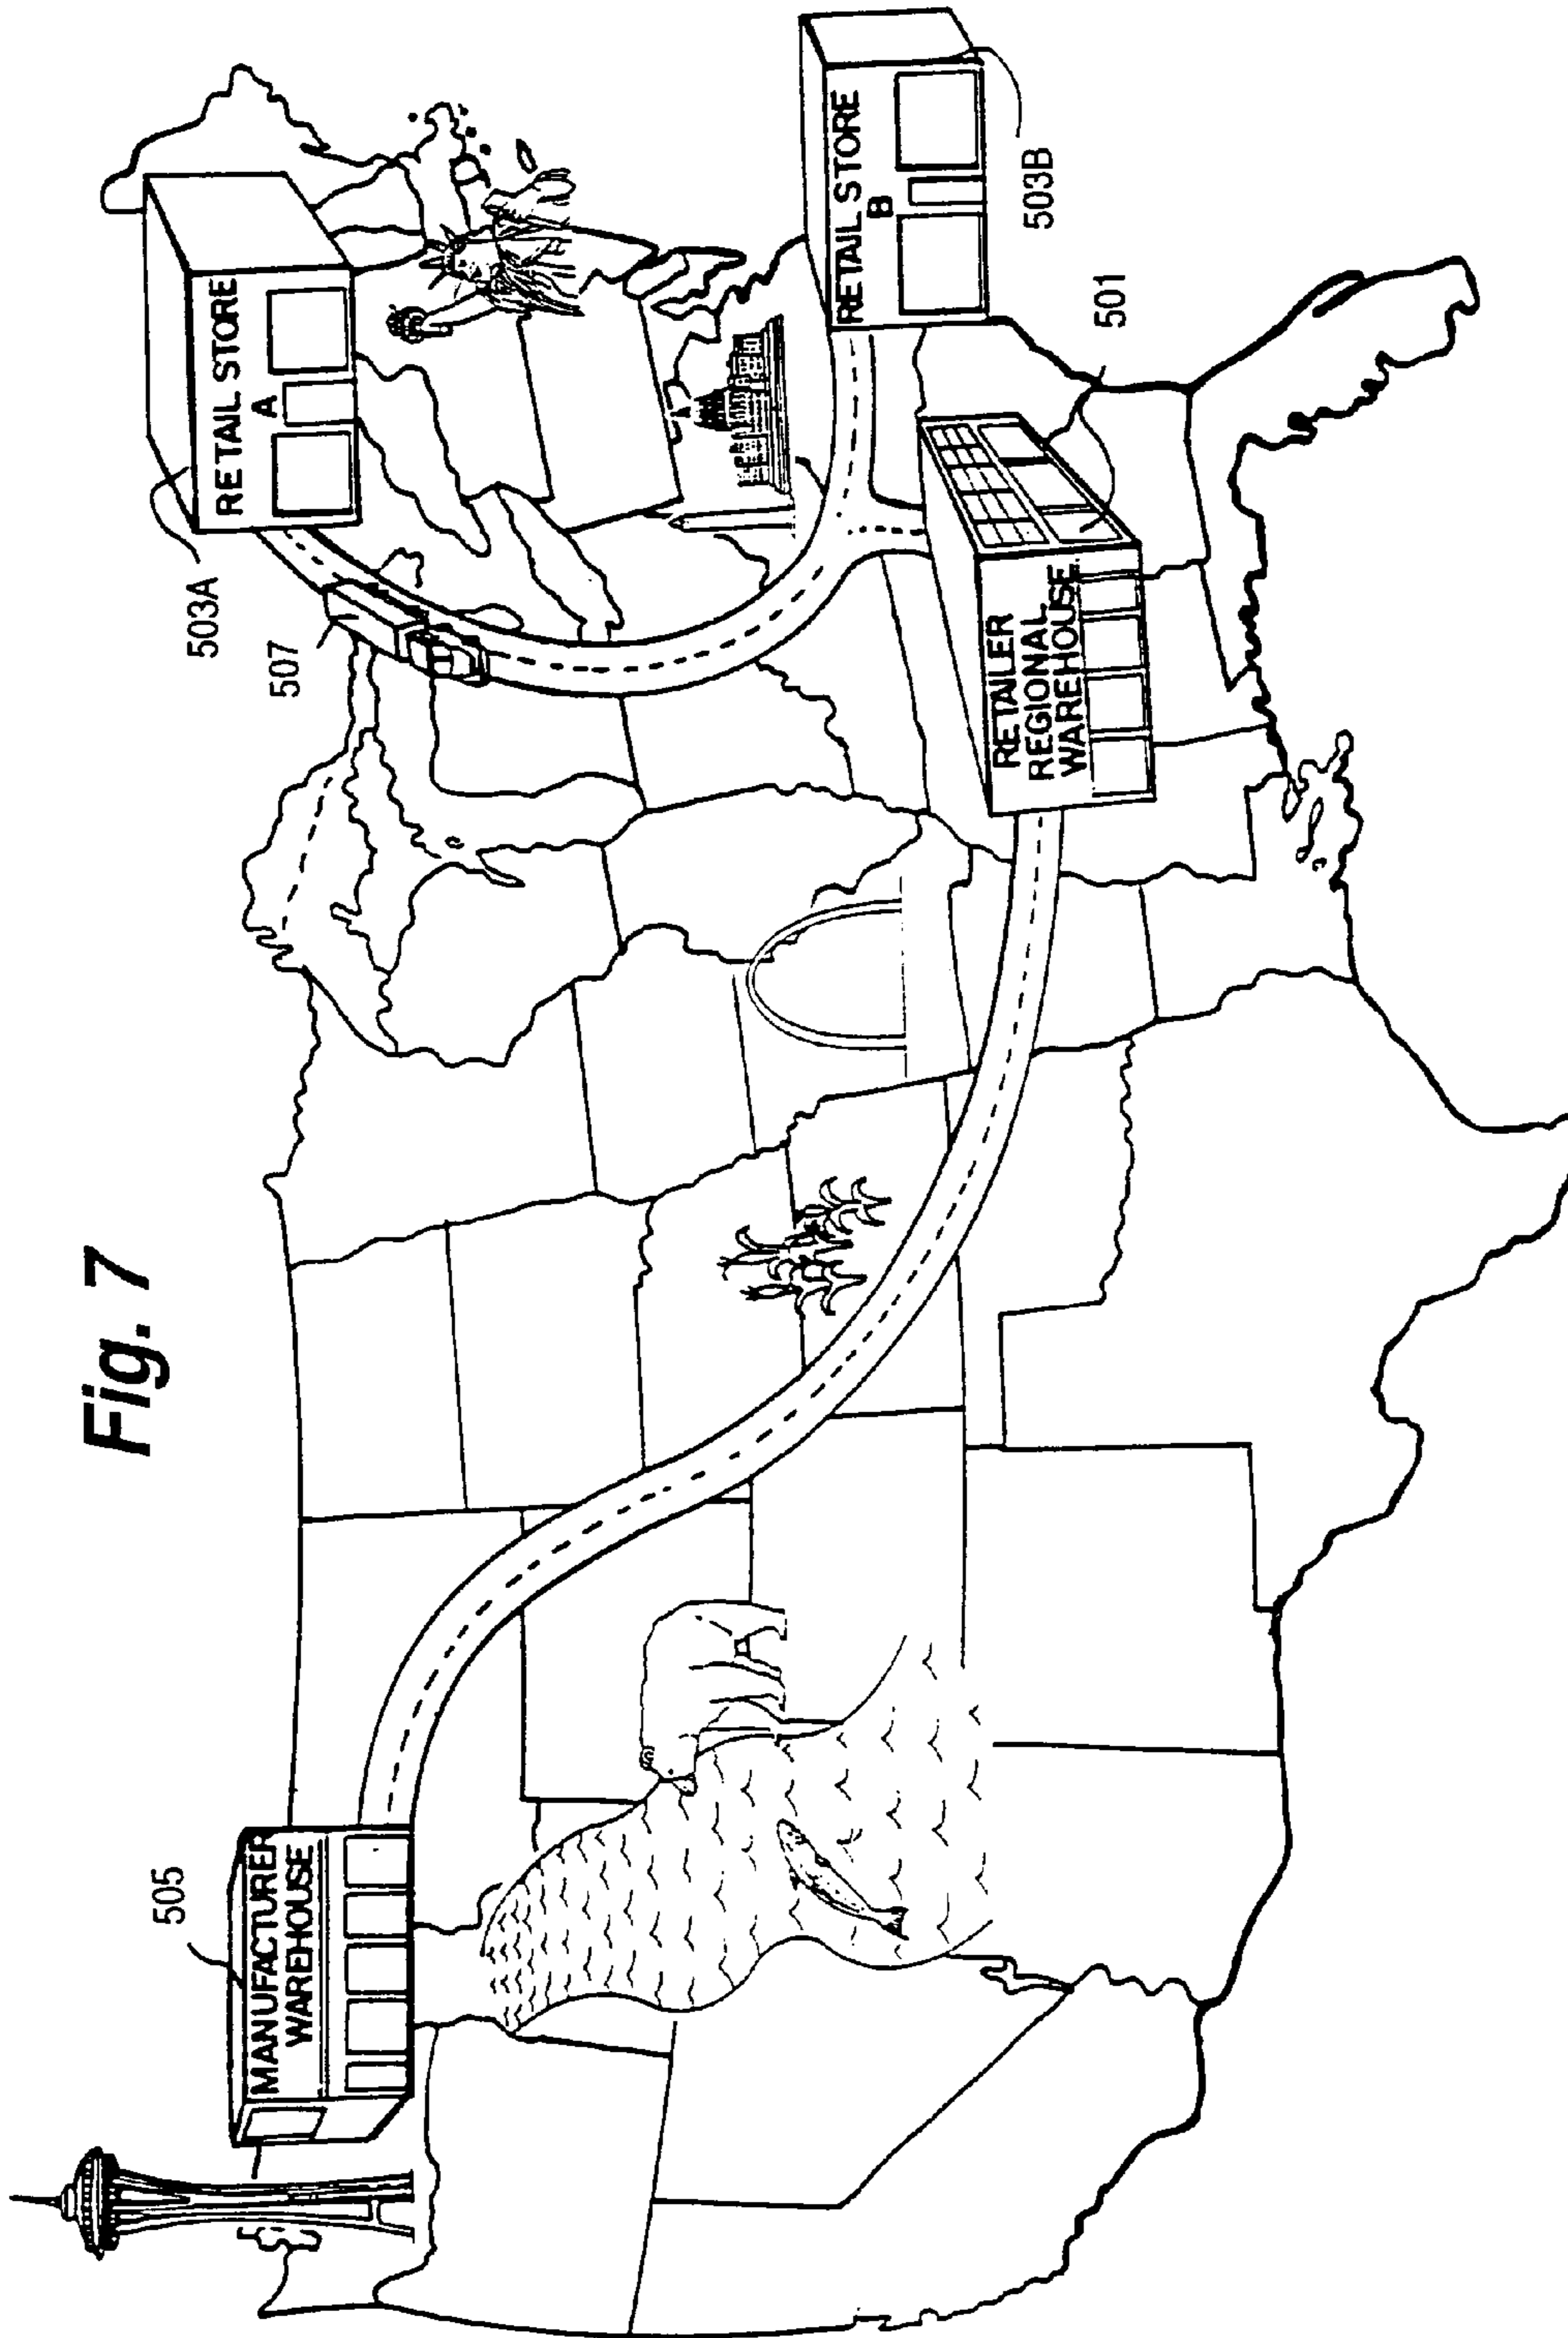 Fig. 7
505
MANUFACTURER
WAREHOUSE
507
503A
RETAIL STORE
A
RETAIL STORE
B
503B
501
RETAILER
REGIONAL
WAREHOUSE